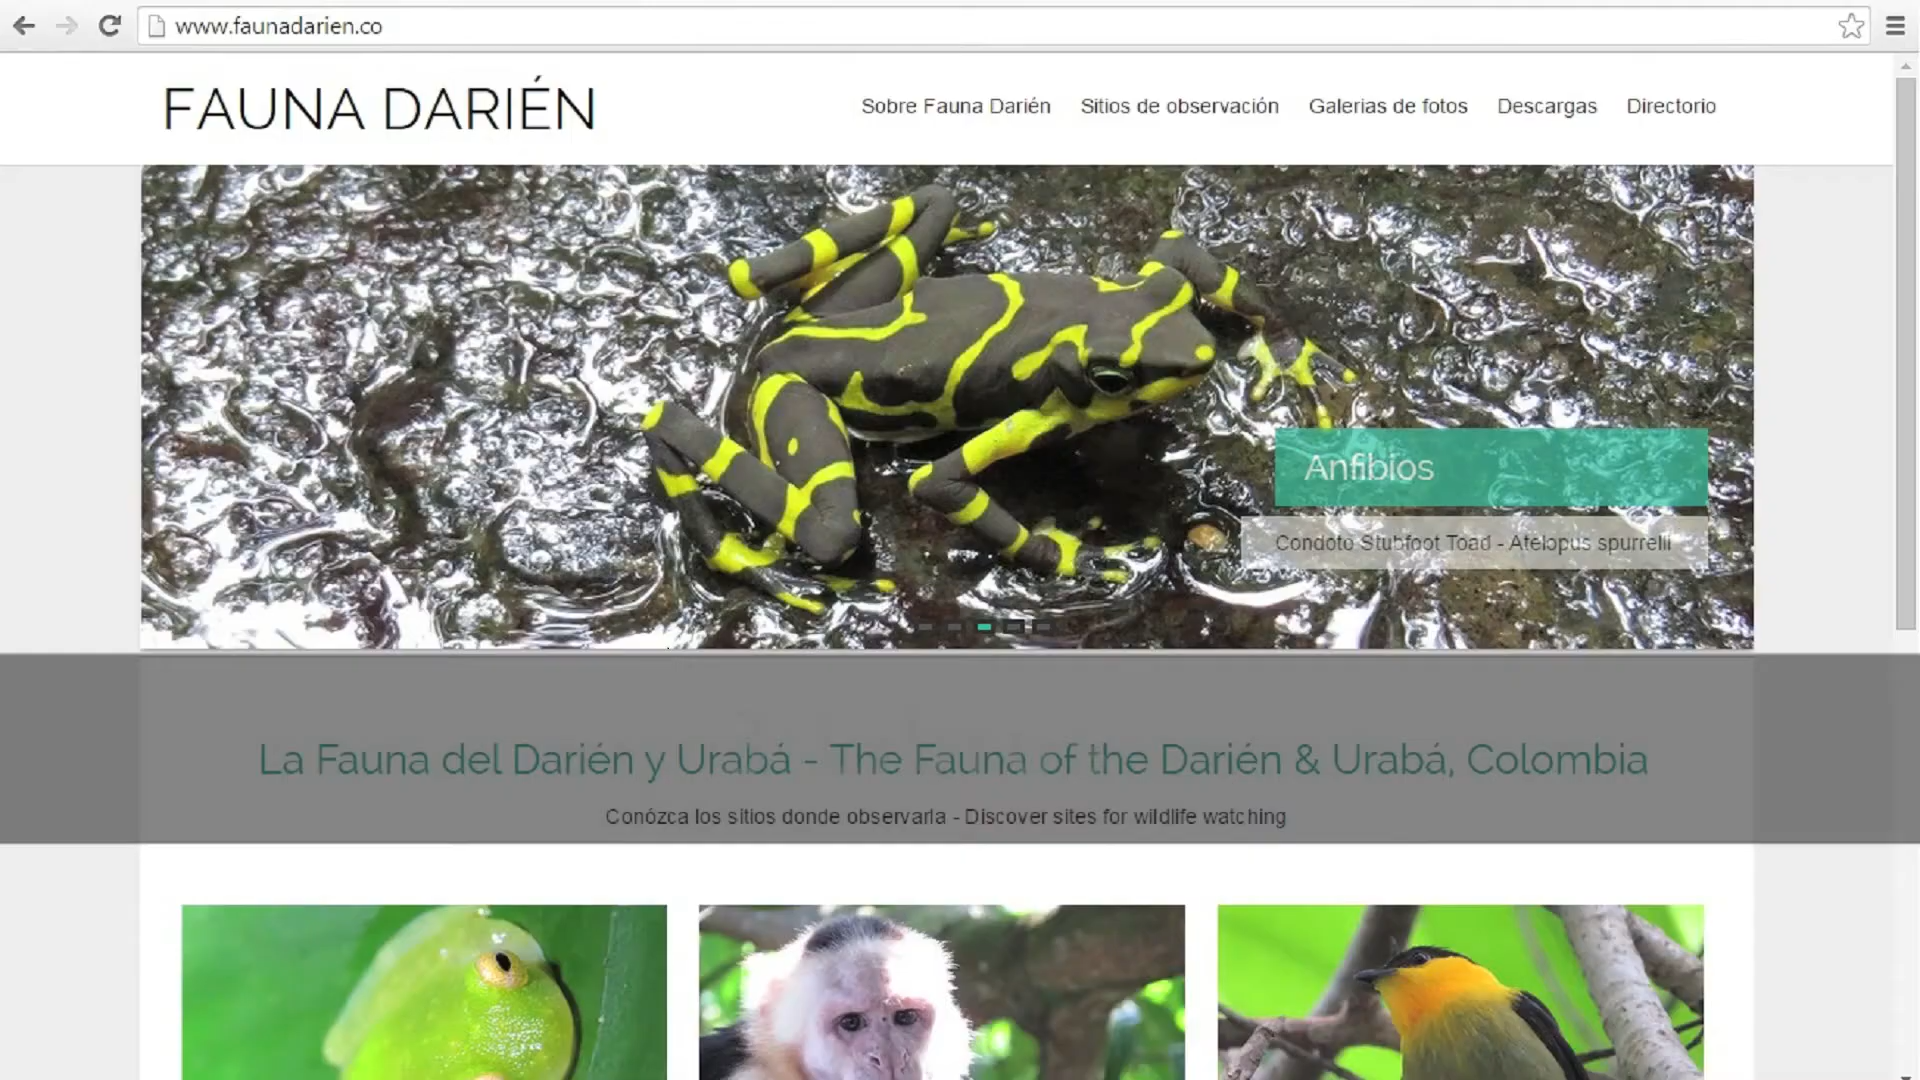 www.faunadarien.co
FAUNA DARIÉN
Sobre Fauna Darién Sitios de observación Galerias de fotos Descargas Directorio
Anfibios
Condoto Stubfoot Toad - Atelopus spurrelli
La Fauna del Darién y Urabá - The Fauna of the Darién & Urabá, Colombia
Conózca los sitios donde observarla - Discover sites for wildlife watching